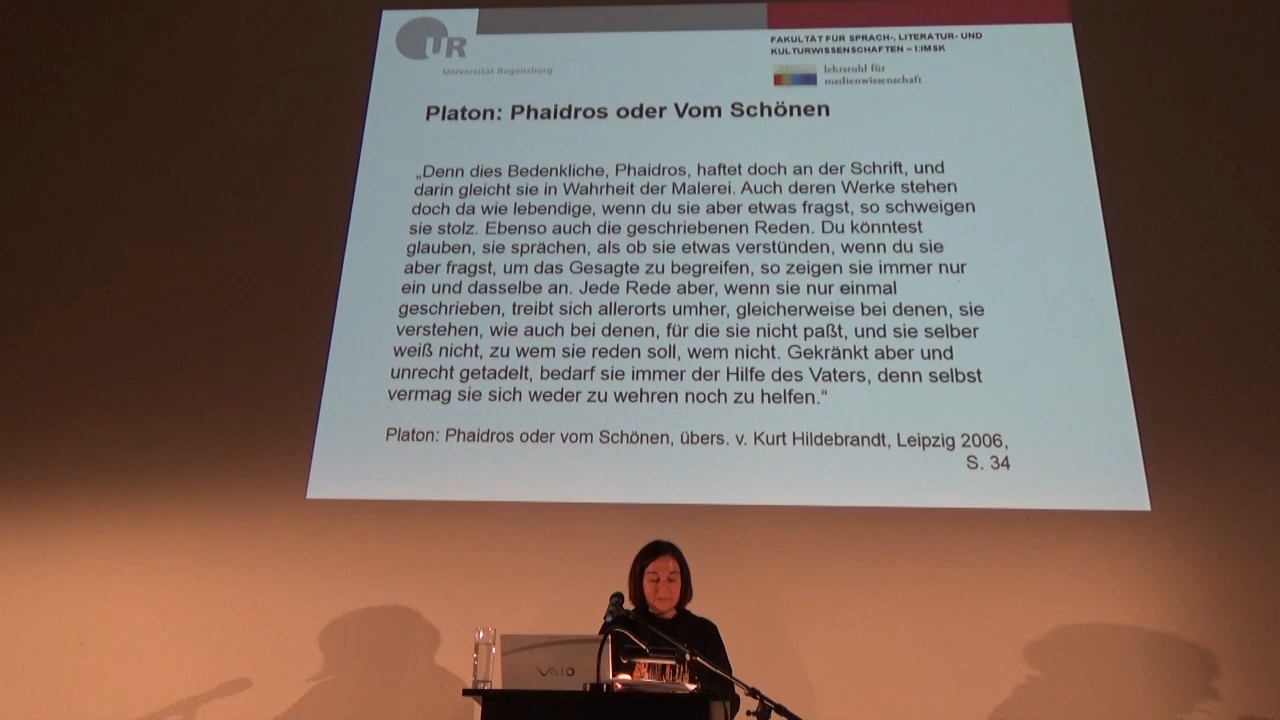 UR
Universität Regensburg
FAKULTÄT FÜR SPRACH-, LITERATUR- UND
KULTURWISSENSCHAFTEN – I:IMSK
lehrstuhl für
medienwissenschaft
Platon: Phaidros oder Vom Schönen
„Denn dies Bedenkliche, Phaidros, haftet doch an der Schrift, und
darin gleicht sie in Wahrheit der Malerei. Auch deren Werke stehen
doch da wie lebendige, wenn du sie aber etwas fragst, so schweigen
sie stolz. Ebenso auch die geschriebenen Reden. Du könntest
glauben, sie sprächen, als ob sie etwas verstünden, wenn du sie
aber fragst, um das Gesagte zu begreifen, so zeigen sie immer nur
ein und dasselbe an. Jede Rede aber, wenn sie nur einmal
geschrieben, treibt sich allerorts umher, gleicherweise bei denen, sie
verstehen, wie auch bei denen, für die sie nicht paßt, und sie selber
weiß nicht, zu wem sie reden soll, wem nicht. Gekränkt aber und
unrecht getadelt, bedarf sie immer der Hilfe des Vaters, denn selbst
vermag sie sich weder zu wehren noch zu helfen.“
Platon: Phaidros oder vom Schönen, übers. v. Kurt Hildebrandt, Leipzig 2006,
S. 34
VAIO